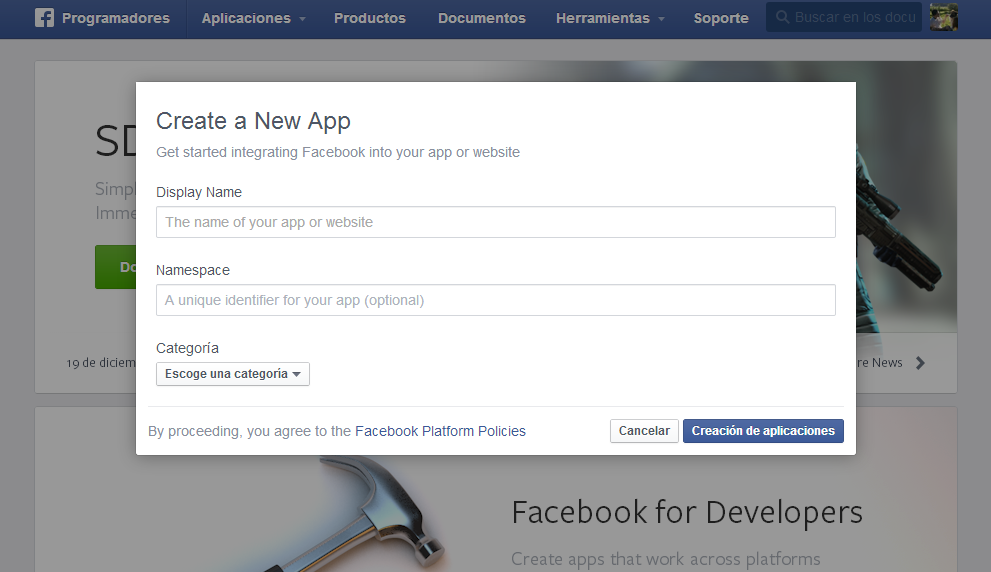 Programadores Aplicaciones Productos Documentos Herramientas Soporte Buscar en los docu
Create a New App
Get started integrating Facebook into your app or website
Display Name
The name of your app or website
Namespace
A unique identifier for your app (optional)
Categoría
Escoge una categoría
By proceeding, you agree to the Facebook Platform Policies Cancelar Creación de aplicaciones
SD
Simpl
Imme
Do
19 de diciem
re News
Facebook for Developers
Create apps that work across platforms